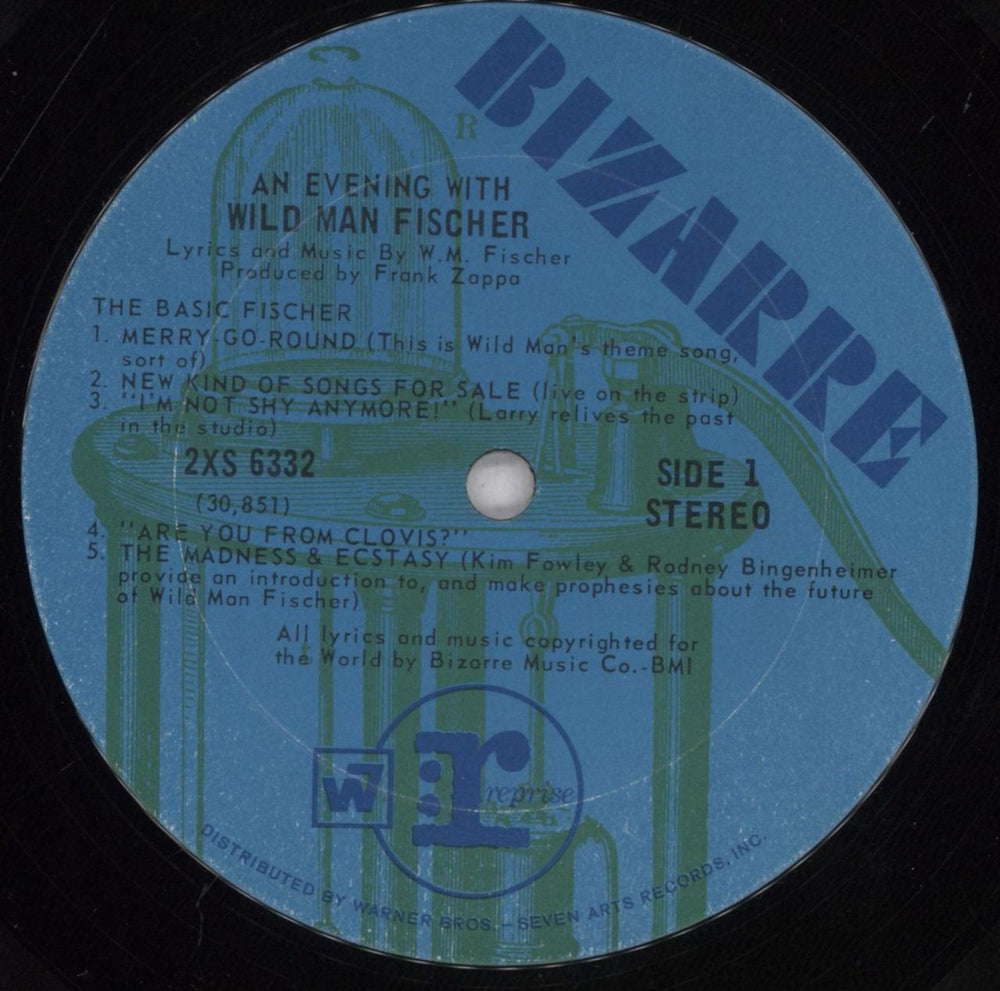 BIZARRE
R
AN EVENING WITH
WILD MAN FISCHER
Lyrics and Music By W.M. Fischer
Produced by Frank Zappa
THE BASIC FISCHER
1. MERRY-GO-ROUND (This is Wild Man's theme song,
sort of)
2. NEW KIND OF SONGS FOR SALE (live on the strip)
3. "I'M NOT SHY ANYMORE!" (Larry relives the past
in the studio)
2XS 6332
(30,851)
SIDE 1
STEREO
4. "ARE YOU FROM CLOVIS?"
5. THE MADNESS & ECSTASY (Kim Fowley & Rodney Bingenheimer
provide an introduction to, and make prophesies about the future
of Wild Man Fischer)
All lyrics and music copyrighted for
the World by Bizarre Music Co.-BMI
W7
r reprise
DISTRIBUTED BY WARNER BROS. – SEVEN ARTS RECORDS, INC.